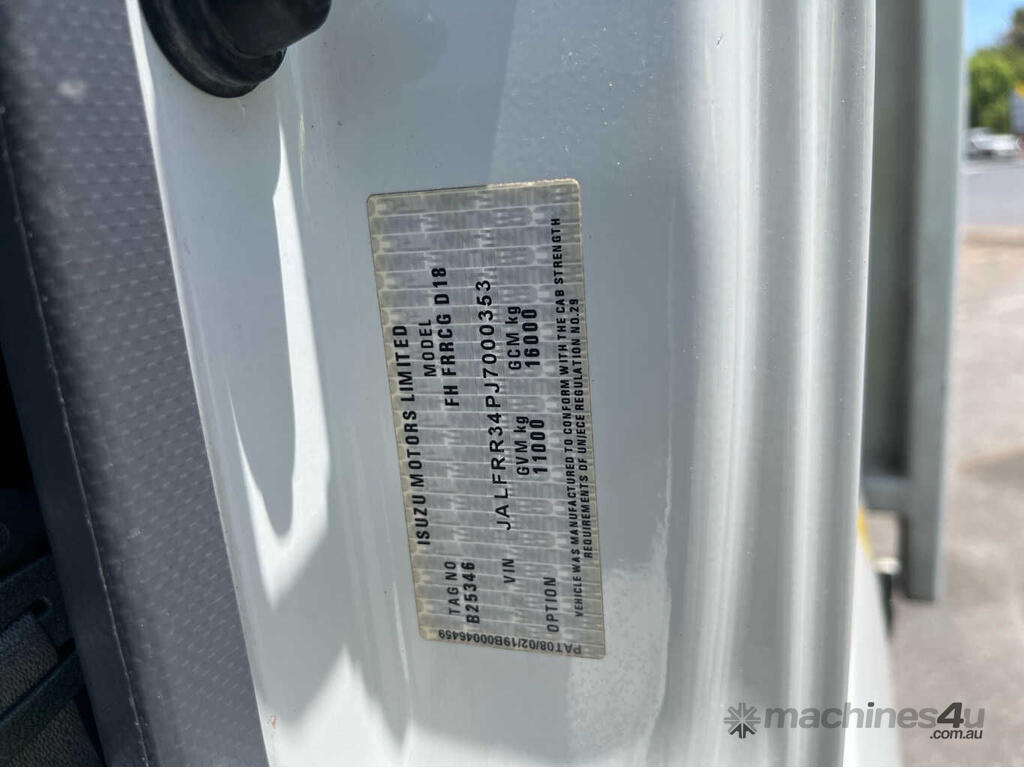 ISUZU MOTORS LIMITED
TAG NO MODEL
B25346 FH FRRCG D18
VIN JALFRR34PJ7000353
GVM kg GCM kg
11000 16000
OPTION
VEHICLE WAS MANUFACTURED TO CONFORM WITH THE CAB STRENGTH
REQUIREMENTS OF UN/ECE REGULATION NO.29
PAT08/02/19B00046459
machines4u
.com.au